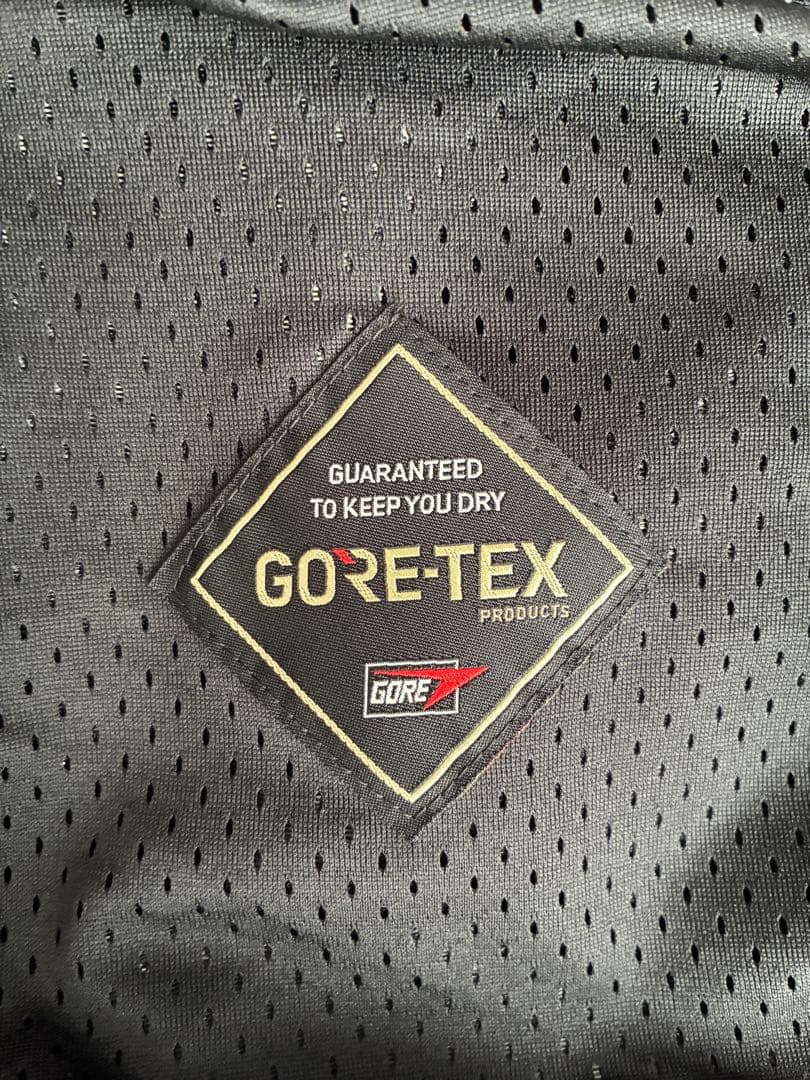 GUARANTEED
TO KEEP YOU DRY
GORE-TEX
PRODUCTS
GORE